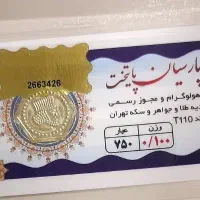 پارسیان پایتخت
2663426
هولوگرام و مجوز رسمی
طلا و جواهر و سکه تهران
T110
وزن
عیار
۰/۱۰۰
۷۵۰